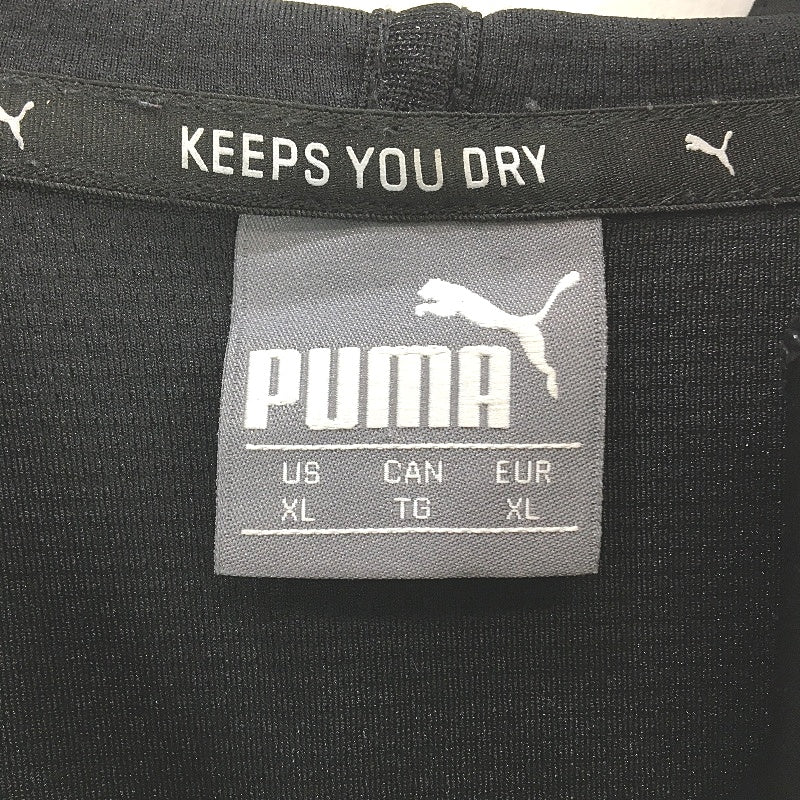 KEEPS YOU DRY
PUMA
US CAN EUR
XL TG XL